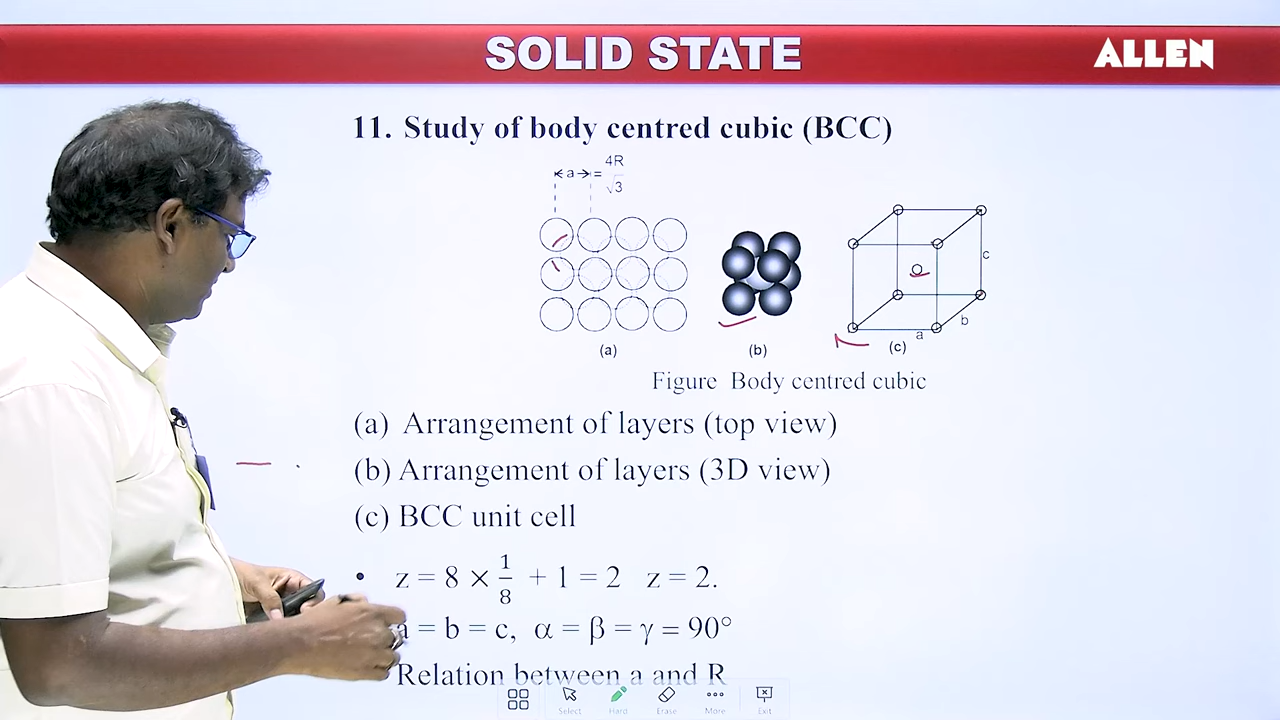 SOLID STATE
ALLEN
11. Study of body centred cubic (BCC)
a = 4R/√3
c
b
a
(a)
(b)
(c)
Figure Body centred cubic
(a) Arrangement of layers (top view)
(b) Arrangement of layers (3D view)
(c) BCC unit cell
• z = 8 × 1/8 + 1 = 2 z = 2.
a = b = c, α = β = γ = 90°
Relation between a and R
Select
Hard
Erase
More
Exit